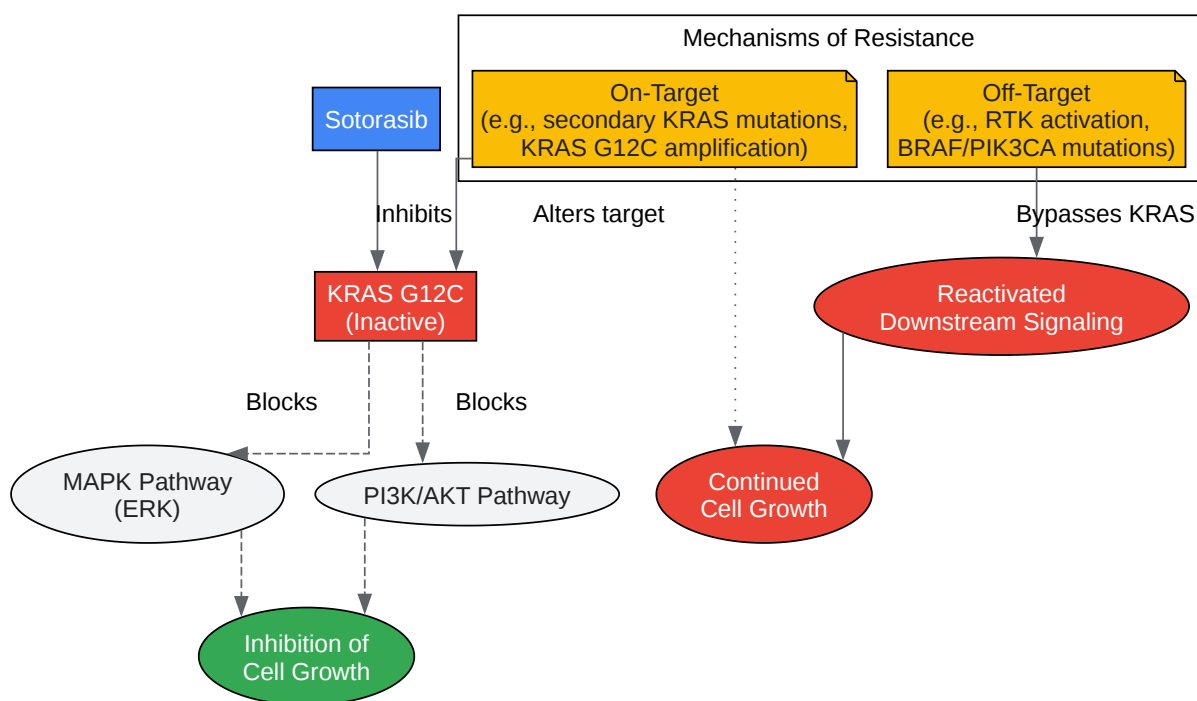 Mechanisms of Resistance
Sotorasib
On-Target
(e.g., secondary KRAS mutations,
KRAS G12C amplification)
Off-Target
(e.g., RTK activation,
BRAF/PIK3CA mutations)
Inhibits
Alters target
Bypasses KRAS
KRAS G12C
(Inactive)
Reactivated
Downstream Signaling
Blocks
Blocks
MAPK Pathway
(ERK)
PI3K/AKT Pathway
Continued
Cell Growth
Inhibition of
Cell Growth